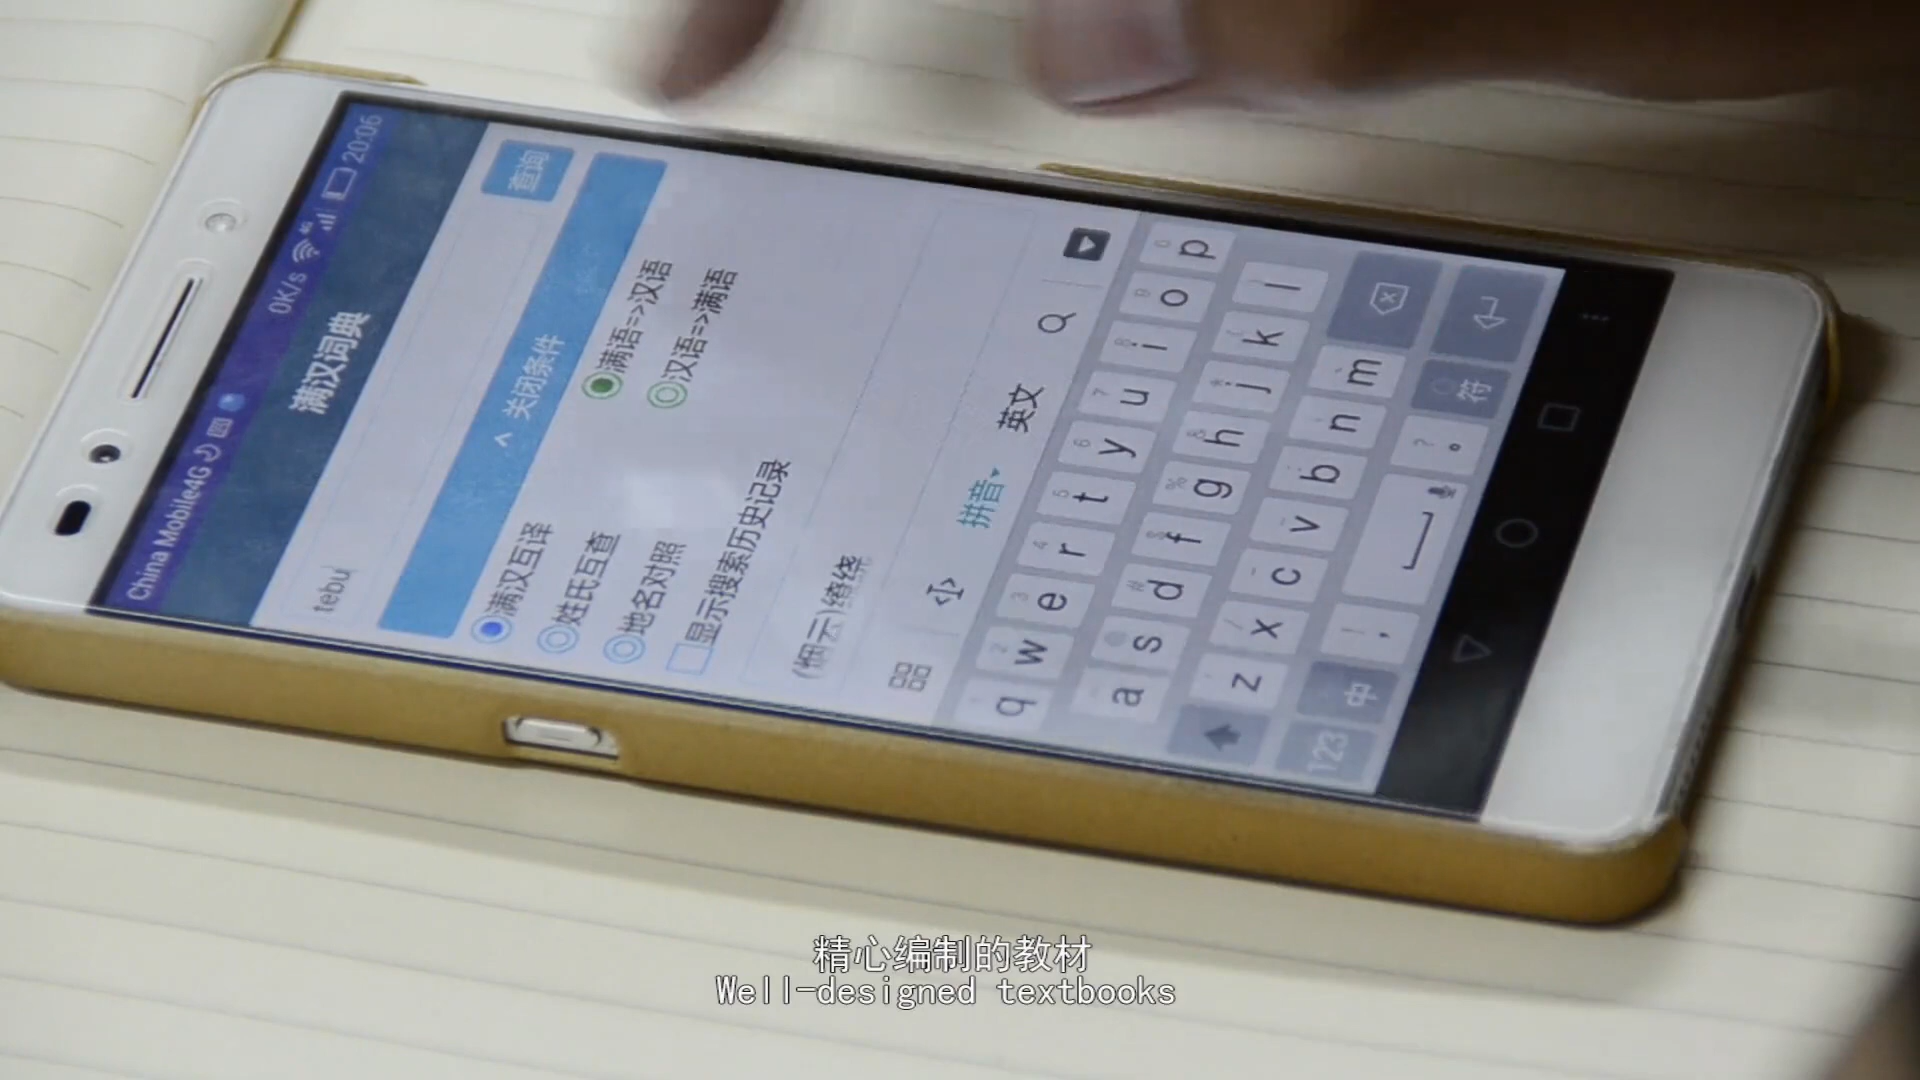 China Mobile4G 0K/s 4G 20:06
满汉词典
tebu 查询
^ 关闭条件
满汉互译 满语=>汉语
姓氏互查 汉语=>满语
地名对照
显示搜索历史记录
(烟云)缭绕
拼音 英文
q w e r t y u i o p
a s d f g h j k l
z x c v b n m
123 中 , 。 符
精心编制的教材
Well-designed textbooks